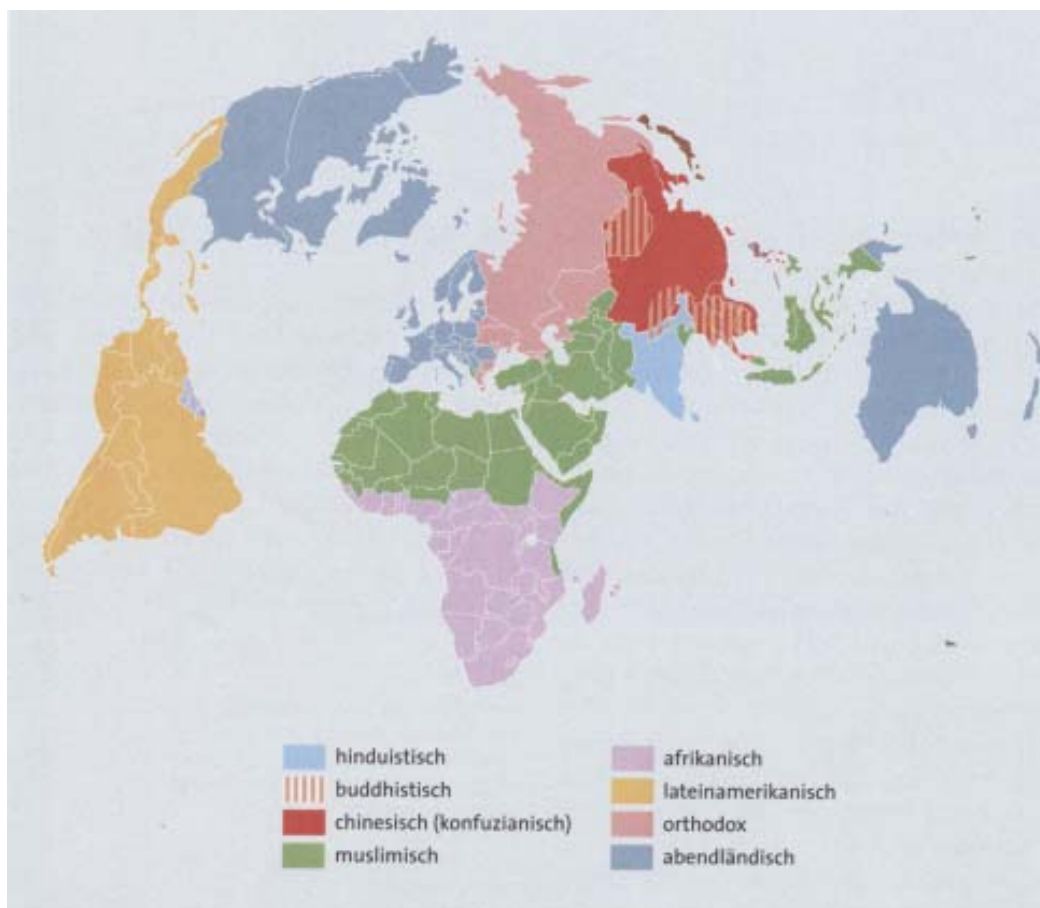 hinduistisch
buddhistisch
chinesisch (konfuzianisch)
muslimisch
afrikanisch
lateinamerikanisch
orthodox
abendländisch